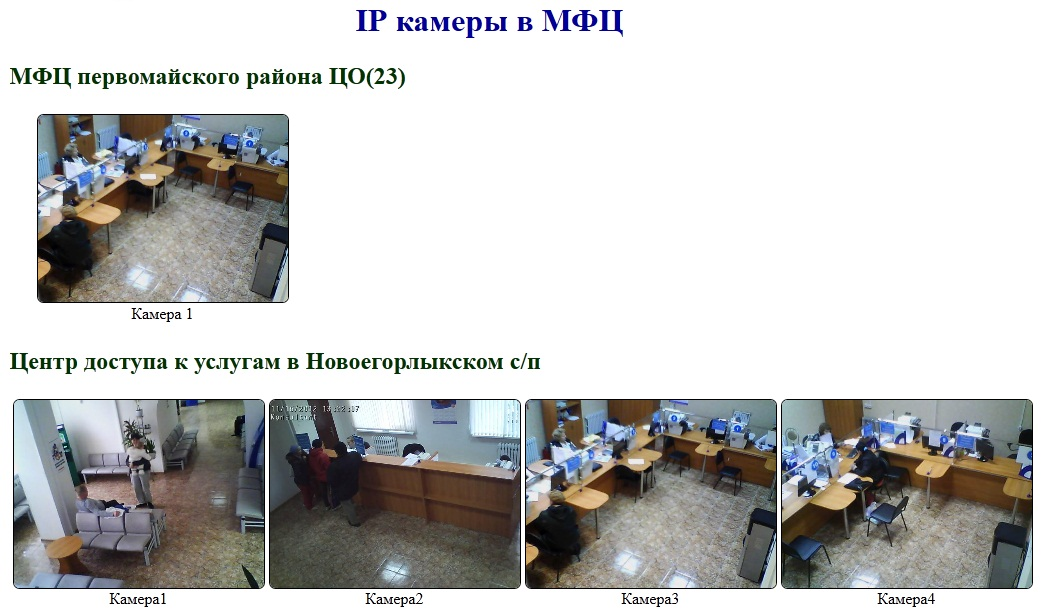 IP камеры в МФЦ
МФЦ первомайского района ЦО(23)
Камера 1
Центр доступа к услугам в Новоегорлыкском с/п
Камера1
Камера2
Камера3
Камера4